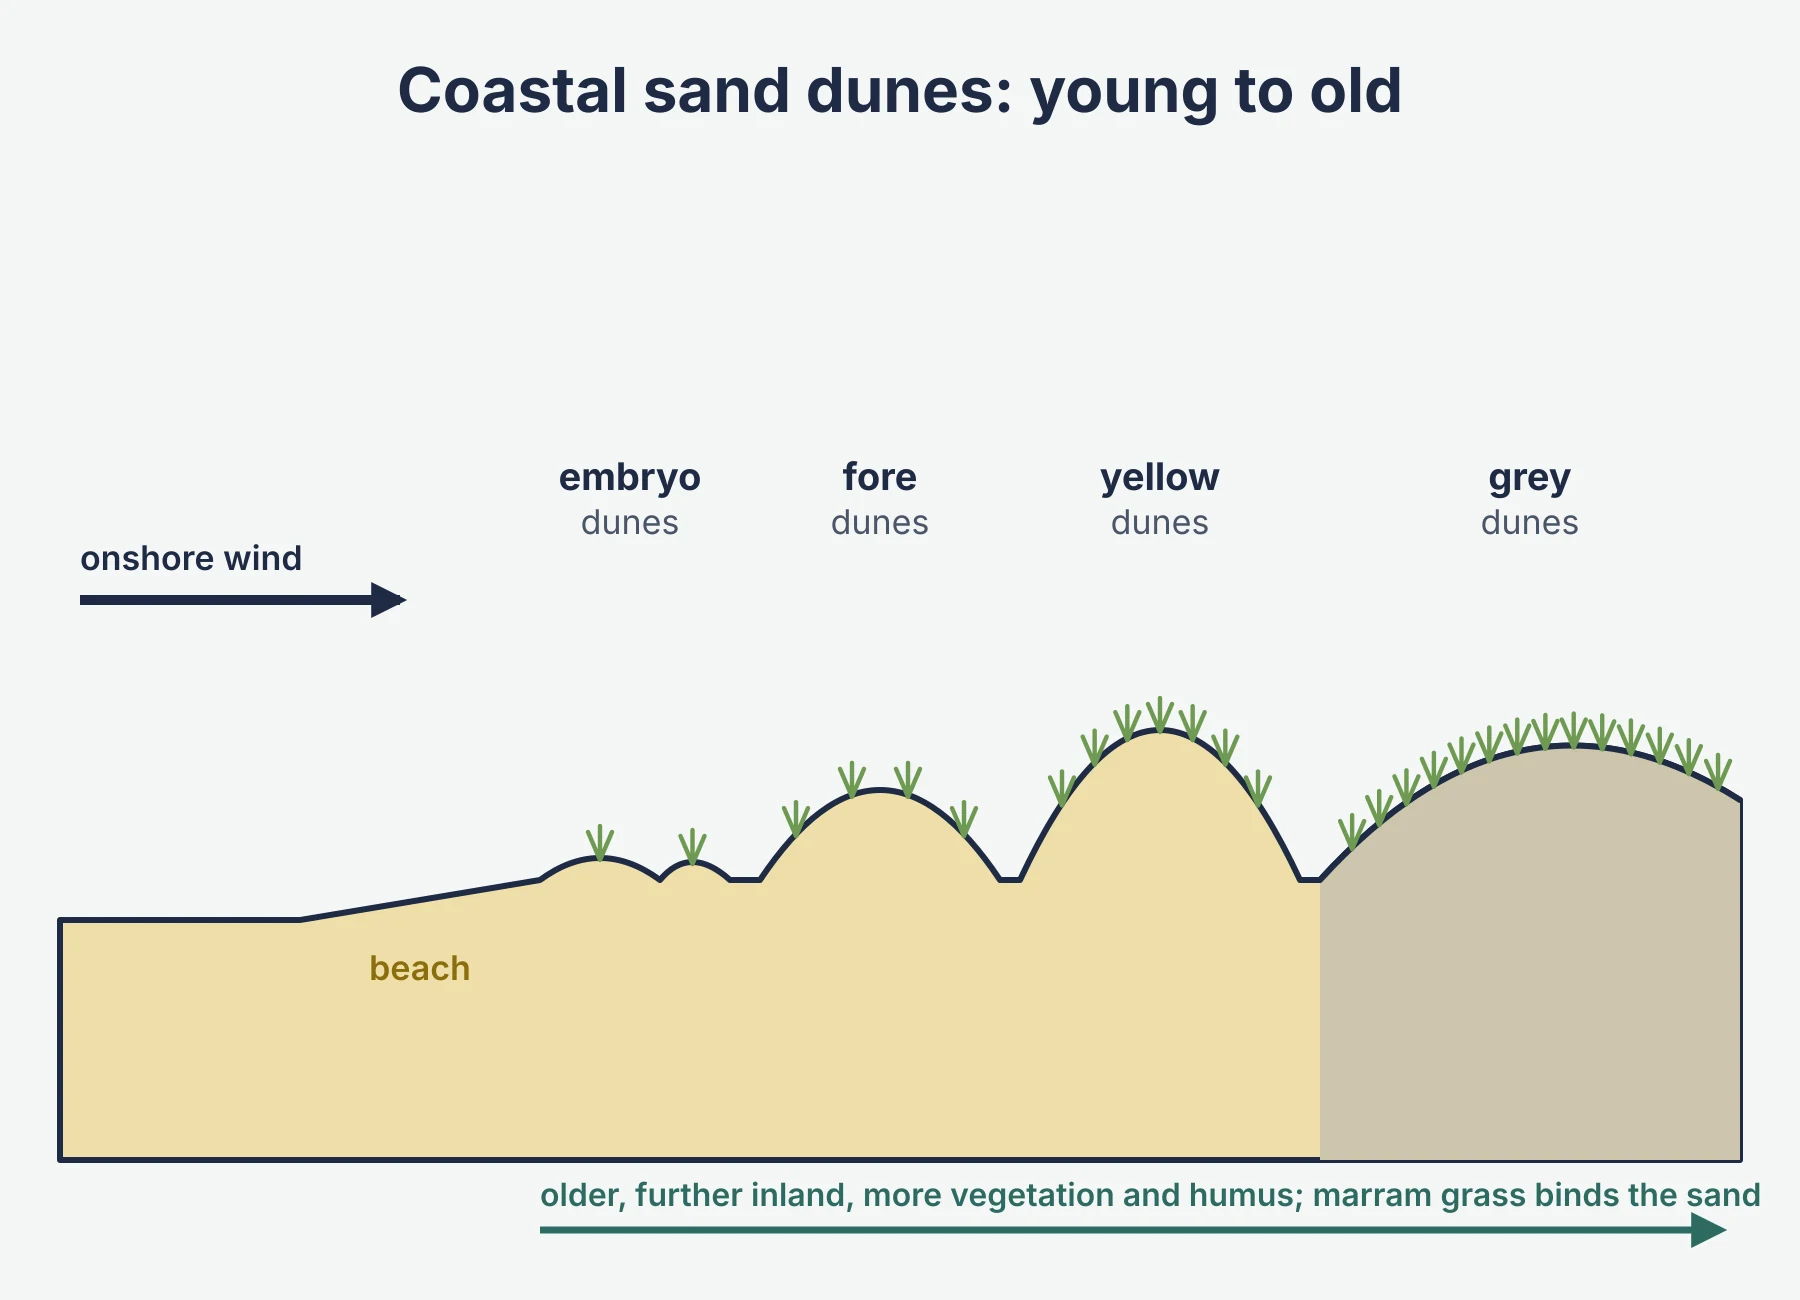 Coastal sand dunes: young to old
embryo
dunes
fore
dunes
yellow
dunes
grey
dunes
onshore wind
beach
older, further inland, more vegetation and humus; marram grass binds the sand